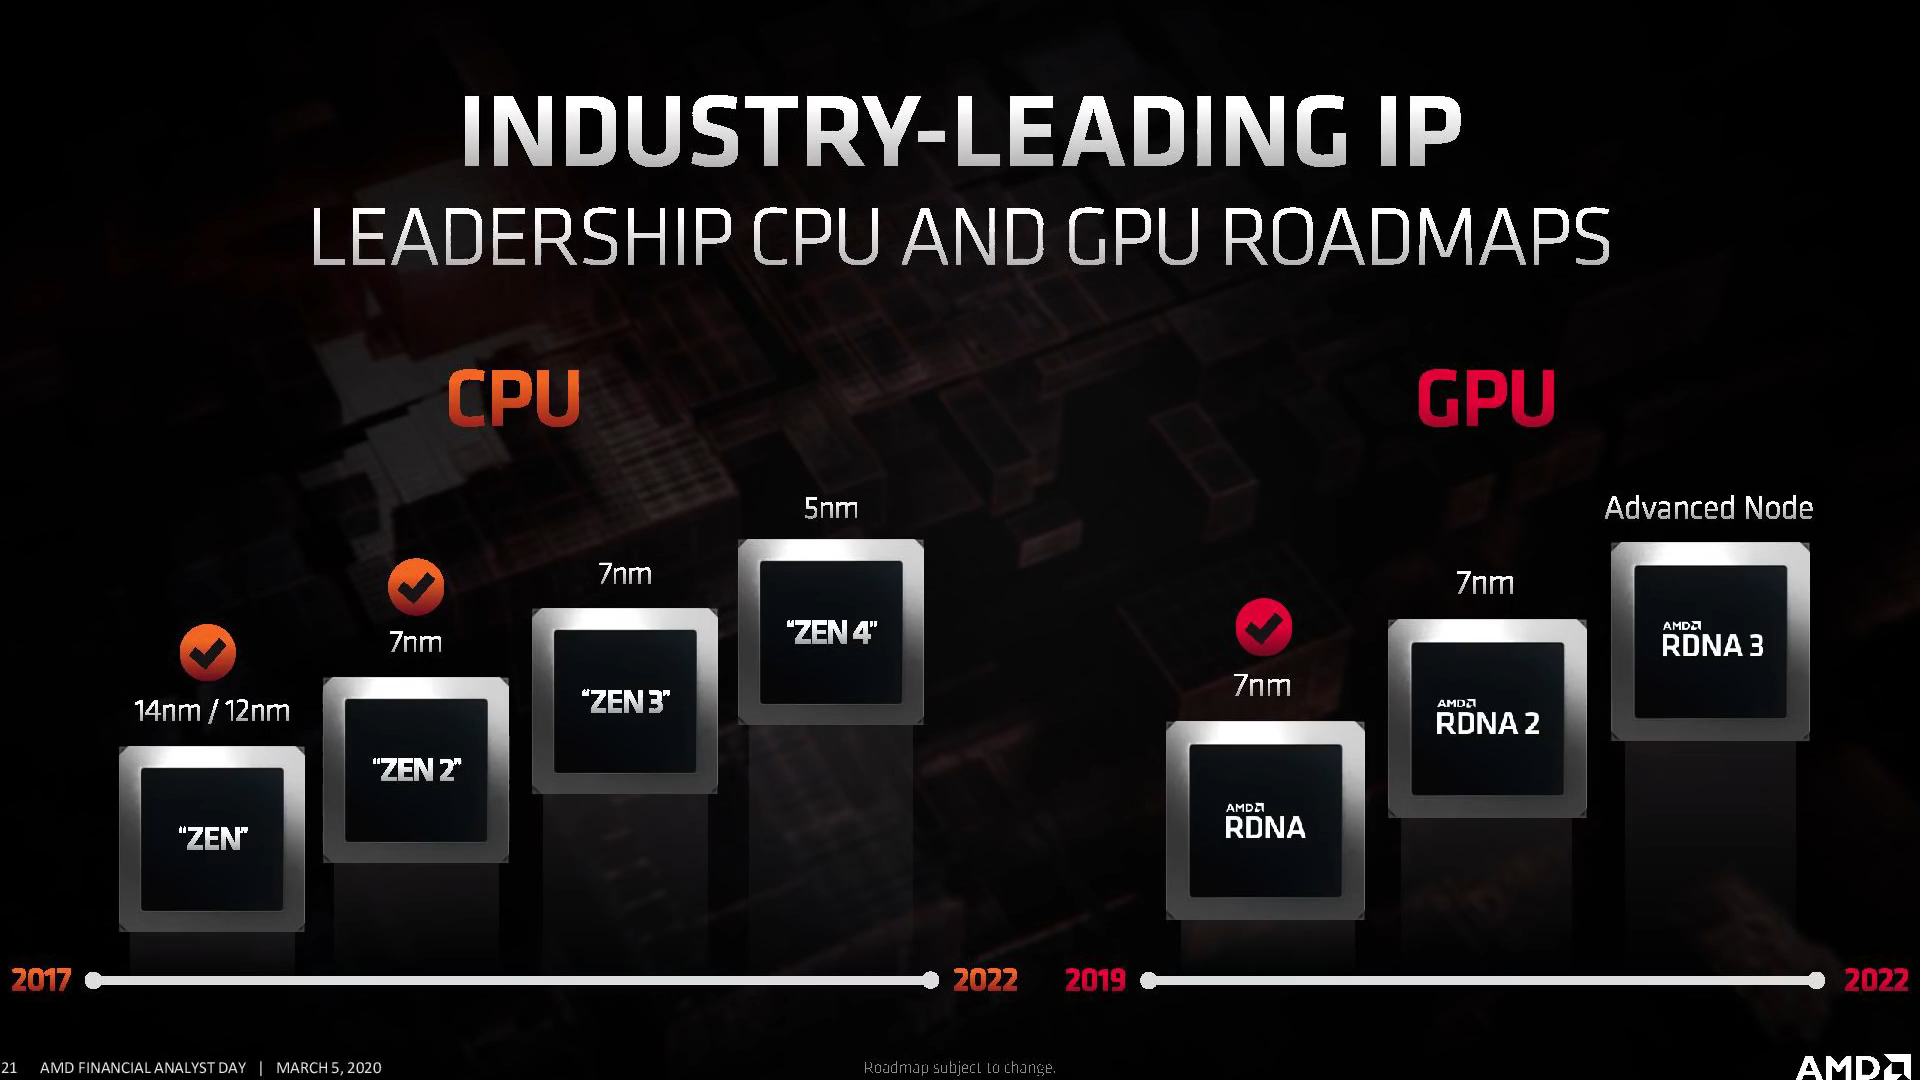 INDUSTRY-LEADING IP
LEADERSHIP CPU AND GPU ROADMAPS
CPU
14nm / 12nm
"ZEN"
7nm
"ZEN 2"
7nm
"ZEN 3"
5nm
"ZEN 4"
2017
2022
GPU
7nm
AMD
RDNA
7nm
AMD
RDNA 2
Advanced Node
AMD
RDNA 3
2019
2022
21 AMD FINANCIAL ANALYST DAY | MARCH 5, 2020
Roadmap subject to change.
AMD